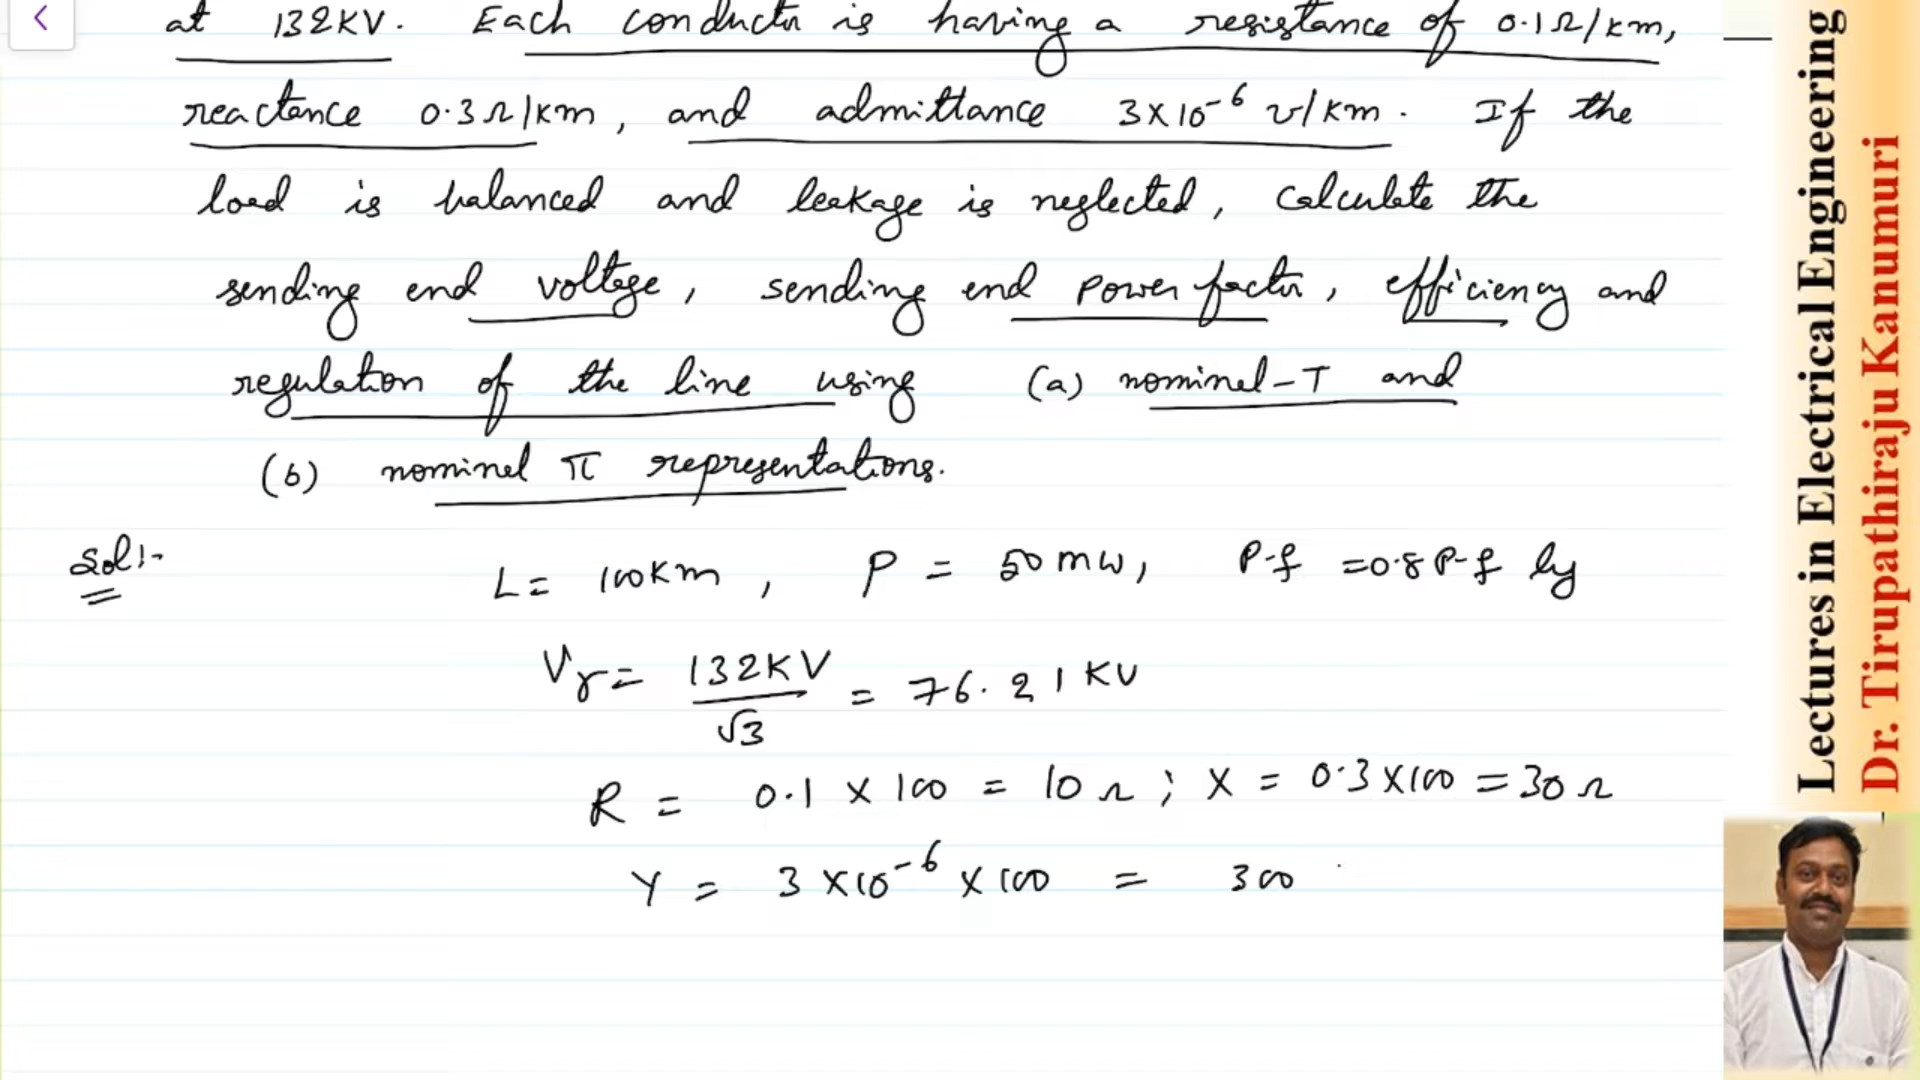 at 132KV. Each conductor is having a resistance of 0.1Ω/km,
reactance 0.3Ω/km, and admittance 3×10⁻⁶ ʋ/km. If the
load is balanced and leakage is neglected, calculate the
sending end voltage, sending end power factor, efficiency and
regulation of the line using (a) nominal-T and
(b) nominal π representations.
Sol:-
L = 100km, P = 50mw, P.f = 0.8 P.f lg
Vr = 132KV/√3 = 76.21 KV
R = 0.1 × 100 = 10Ω ; X = 0.3×100 = 30Ω
Y = 3×10⁻⁶ × 100 = 300
Lectures in Electrical Engineering
Dr. Tirupathiraju Kanumuri